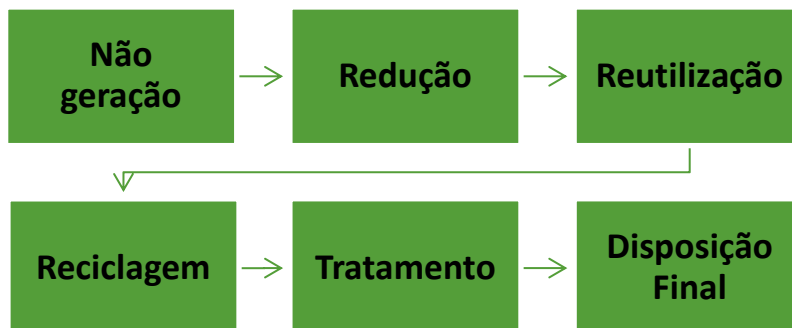 Não
geração
Redução
Reutilização
Reciclagem
Tratamento
Disposição
Final